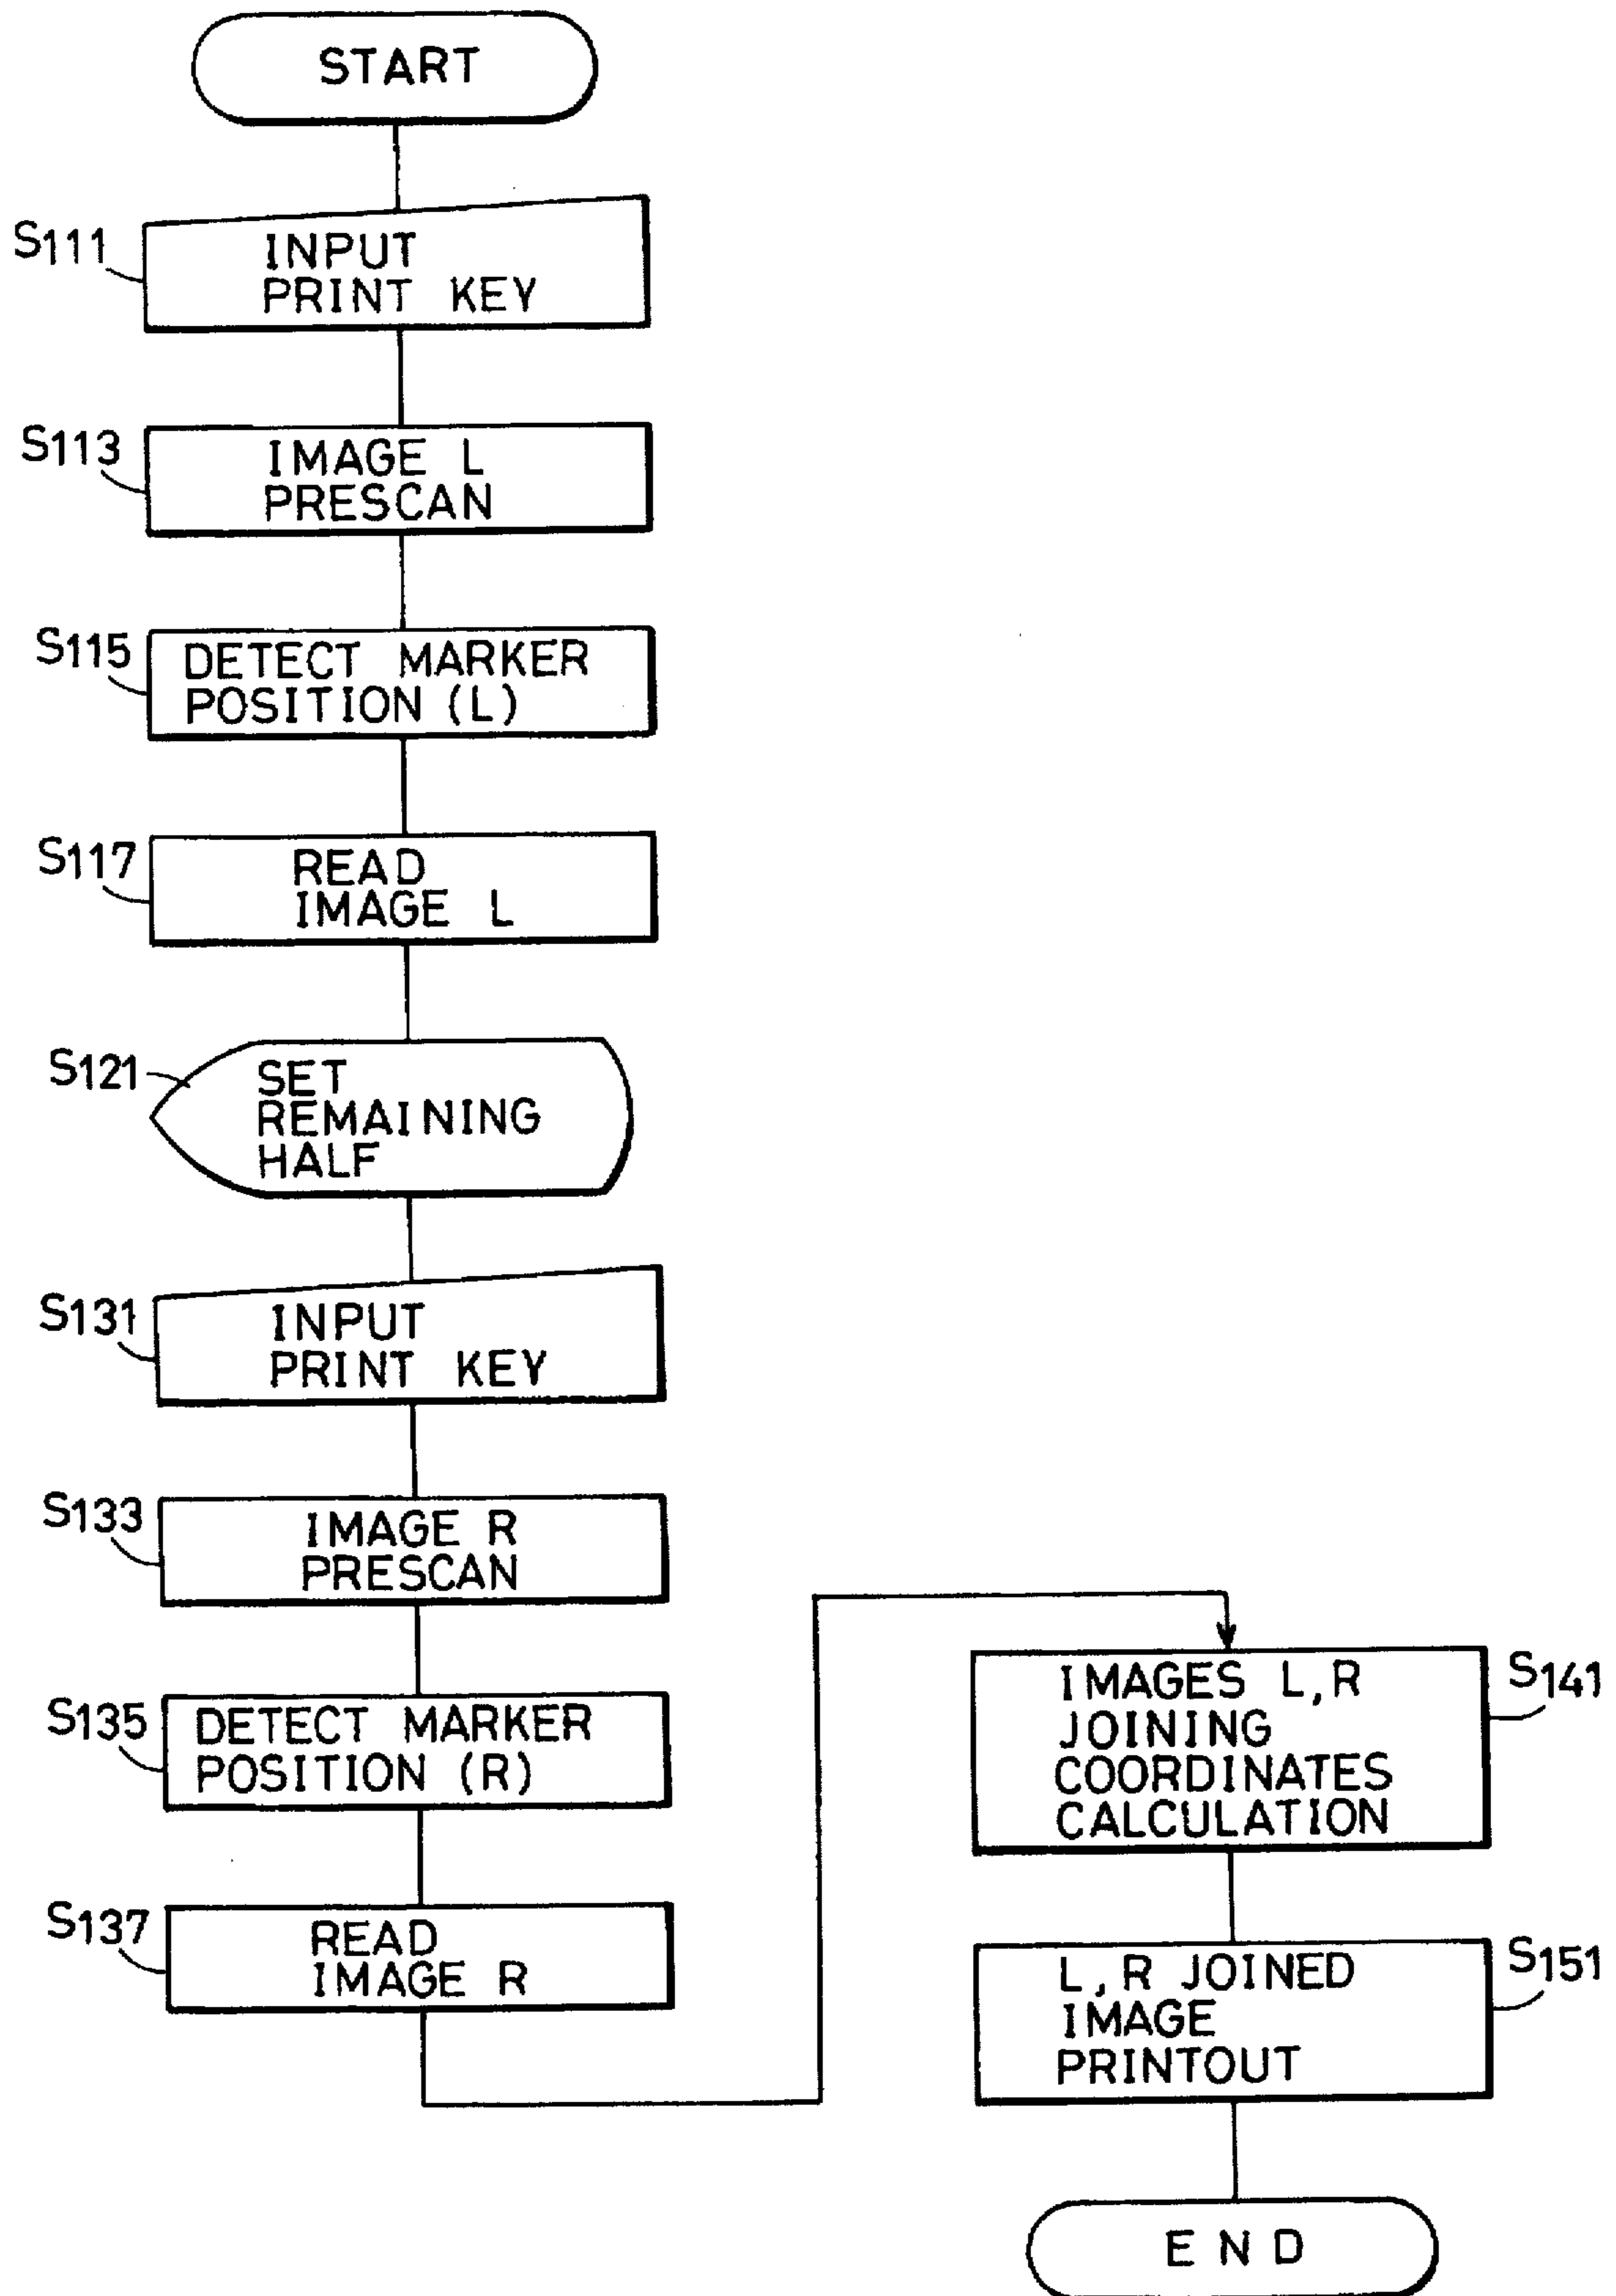 START
S111
INPUT
PRINT KEY
S113
IMAGE L
PRESCAN
S115
DETECT MARKER
POSITION (L)
S117
READ
IMAGE L
S121
SET
REMAINING
HALF
S131
INPUT
PRINT KEY
S133
IMAGE R
PRESCAN
S135
DETECT MARKER
POSITION (R)
S137
READ
IMAGE R
S141
IMAGES L,R
JOINING
COORDINATES
CALCULATION
S151
L,R JOINED
IMAGE
PRINTOUT
END